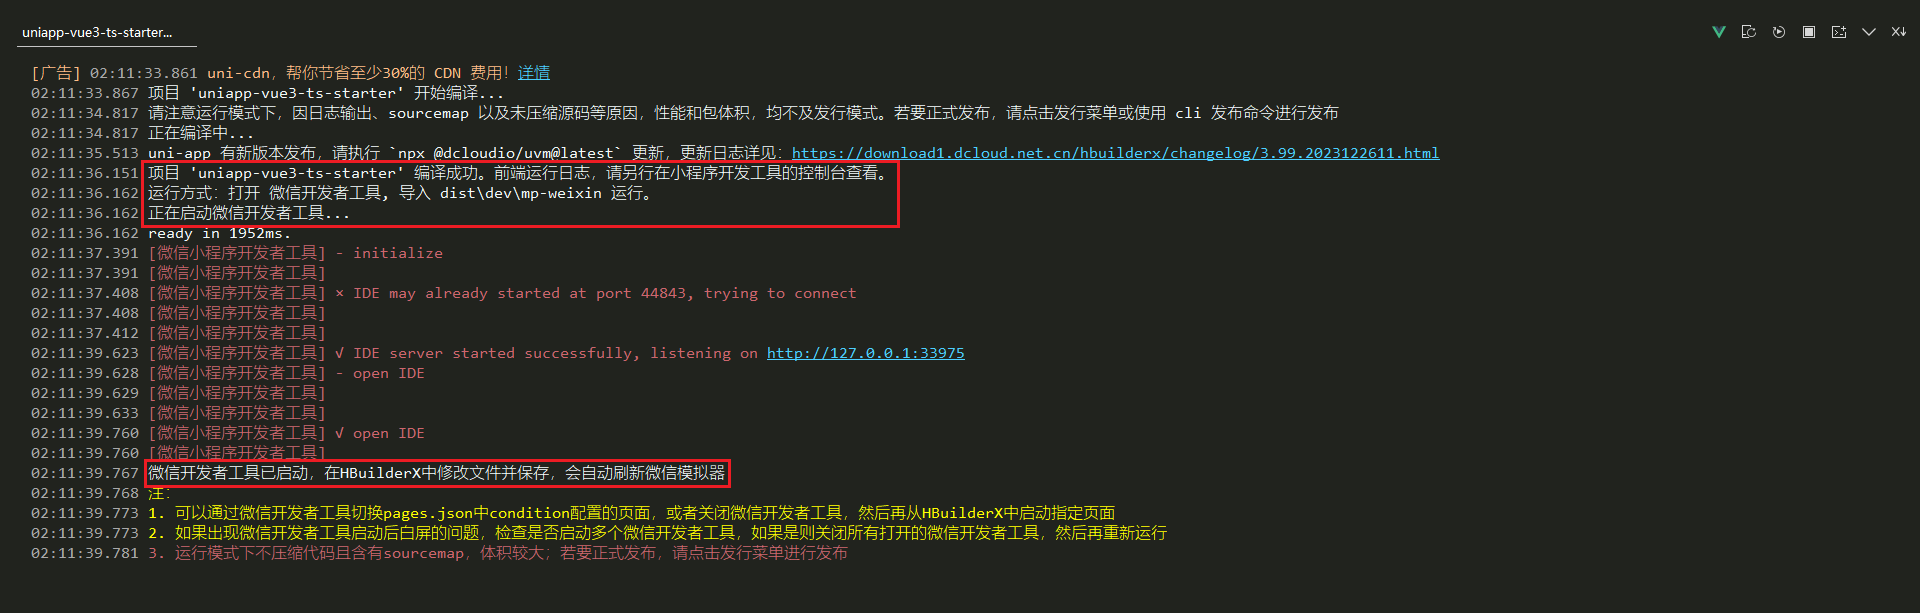 uniapp-vue3-ts-starter...
[广告] 02:11:33.861 uni-cdn，帮你节省至少30%的 CDN 费用！详情
02:11:33.867 项目 'uniapp-vue3-ts-starter' 开始编译...
02:11:34.817 请注意运行模式下，因日志输出、sourcemap 以及未压缩源码等原因，性能和包体积，均不及发行模式。若要正式发布，请点击发行菜单或使用 cli 发布命令进行发布
02:11:34.817 正在编译中...
02:11:35.513 uni-app 有新版本发布，请执行 `npx @dcloudio/uvm@latest` 更新，更新日志详见：https://download1.dcloud.net.cn/hbuilderx/changelog/3.99.2023122611.html
02:11:36.151 项目 'uniapp-vue3-ts-starter' 编译成功。前端运行日志，请另行在小程序开发工具的控制台查看。
02:11:36.162 运行方式：打开 微信开发者工具, 导入 dist\dev\mp-weixin 运行。
02:11:36.162 正在启动微信开发者工具...
02:11:36.162 ready in 1952ms.
02:11:37.391 [微信小程序开发者工具] - initialize
02:11:37.391 [微信小程序开发者工具]
02:11:37.408 [微信小程序开发者工具] × IDE may already started at port 44843, trying to connect
02:11:37.408 [微信小程序开发者工具]
02:11:37.412 [微信小程序开发者工具]
02:11:39.623 [微信小程序开发者工具] √ IDE server started successfully, listening on http://127.0.0.1:33975
02:11:39.628 [微信小程序开发者工具] - open IDE
02:11:39.629 [微信小程序开发者工具]
02:11:39.633 [微信小程序开发者工具]
02:11:39.760 [微信小程序开发者工具] √ open IDE
02:11:39.760 [微信小程序开发者工具]
02:11:39.767 微信开发者工具已启动，在HBuilderX中修改文件并保存，会自动刷新微信模拟器
02:11:39.768 注：
02:11:39.773 1. 可以通过微信开发者工具切换pages.json中condition配置的页面，或者关闭微信开发者工具，然后再从HBuilderX中启动指定页面
02:11:39.773 2. 如果出现微信开发者工具启动后白屏的问题，检查是否启动多个微信开发者工具，如果是则关闭所有打开的微信开发者工具，然后再重新运行
02:11:39.781 3. 运行模式下不压缩代码且含有sourcemap，体积较大；若要正式发布，请点击发行菜单进行发布